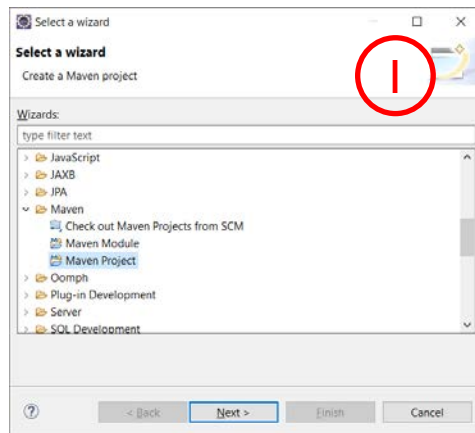 Select a wizard
Select a wizard
Create a Maven project
I
Wizards:
type filter text
JavaScript
JAXB
JPA
Maven
Check out Maven Projects from SCM
Maven Module
Maven Project
Oomph
Plug-in Development
Server
SQL Development
?
< Back Next > Finish Cancel